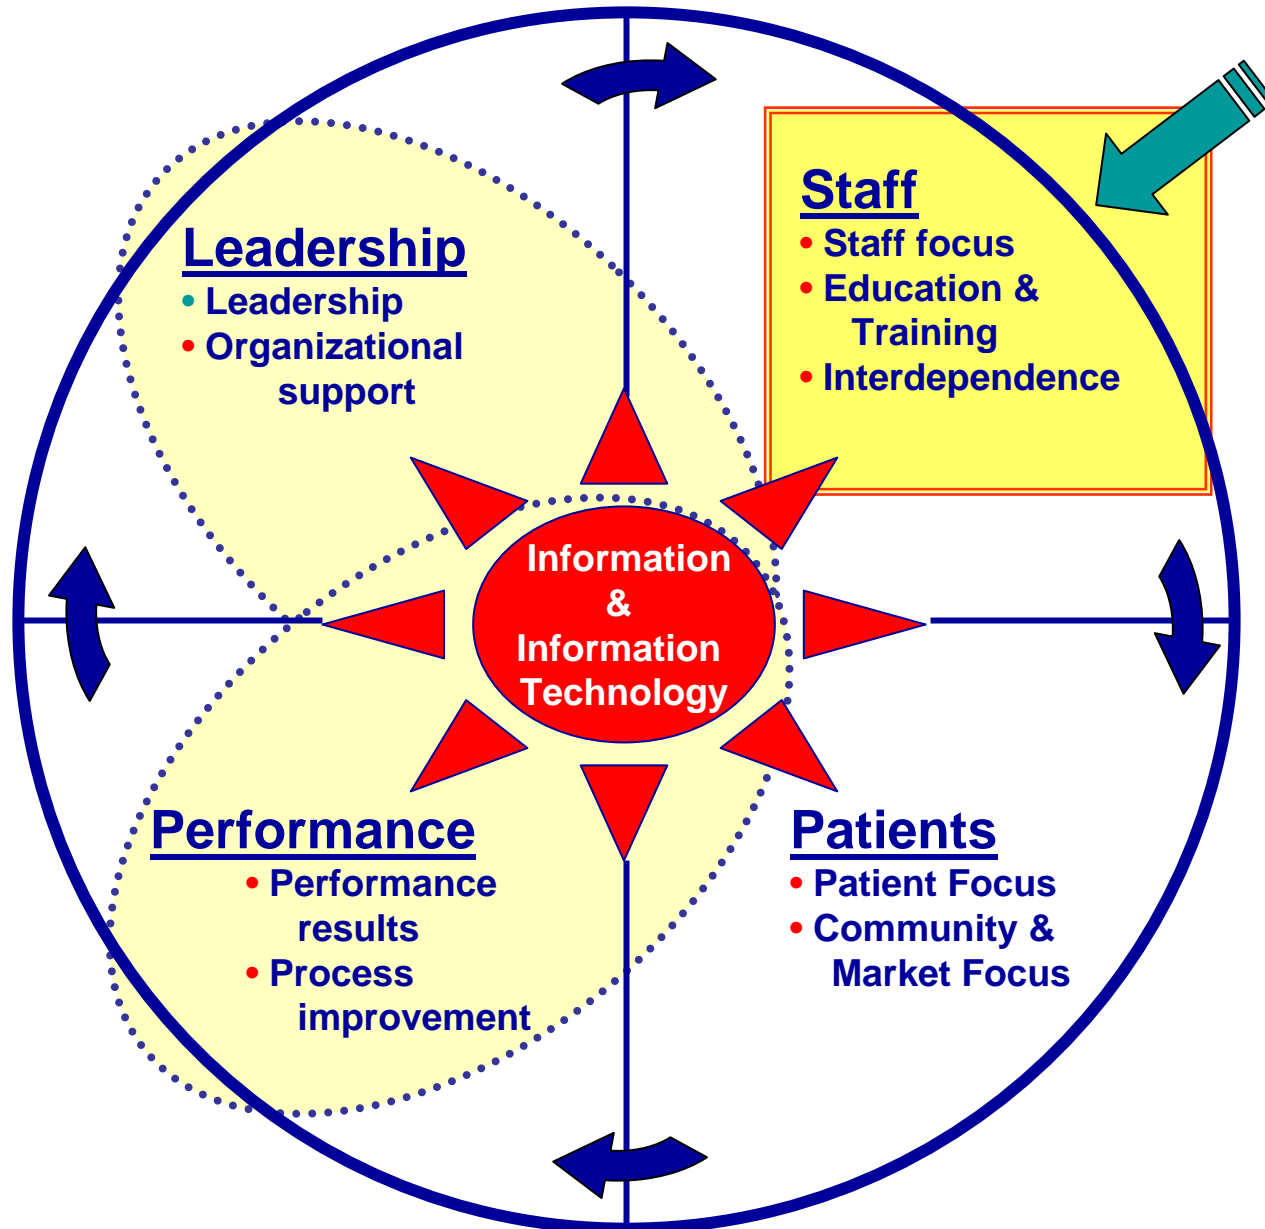 Leadership
• Leadership
• Organizational
support
Staff
• Staff focus
• Education &
Training
• Interdependence
Information
&
Information
Technology
Performance
• Performance
results
• Process
improvement
Patients
• Patient Focus
• Community &
Market Focus